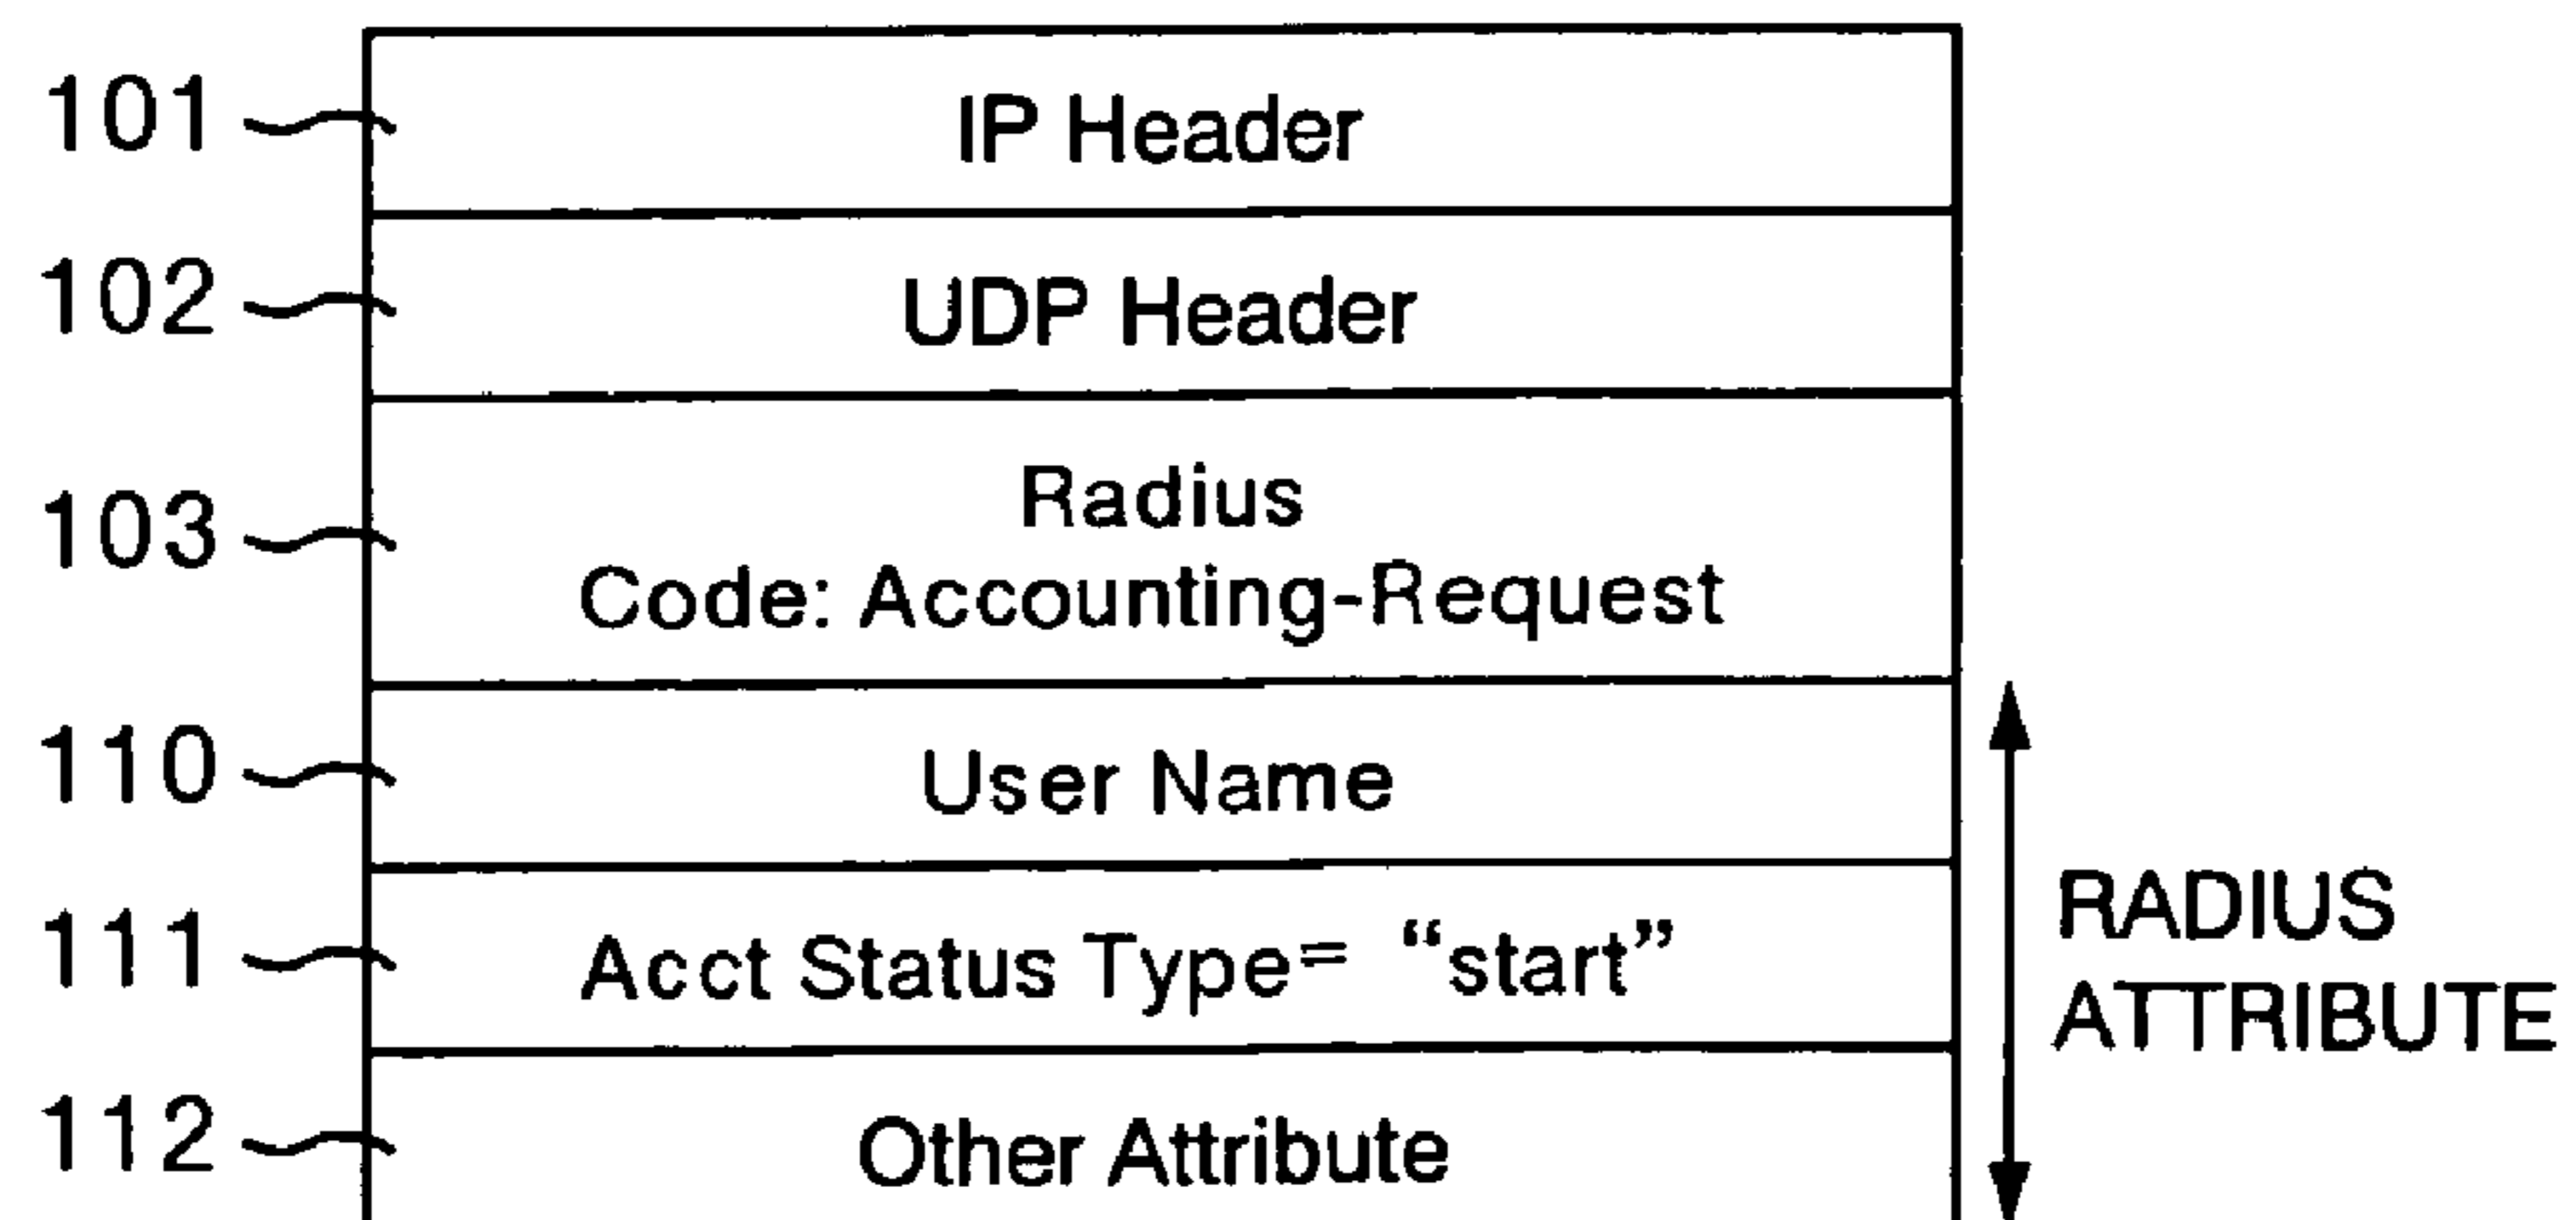 101
IP Header
102
UDP Header
103
Radius
Code: Accounting-Request
110
User Name
111
Acct Status Type= “start”
112
Other Attribute
RADIUS
ATTRIBUTE